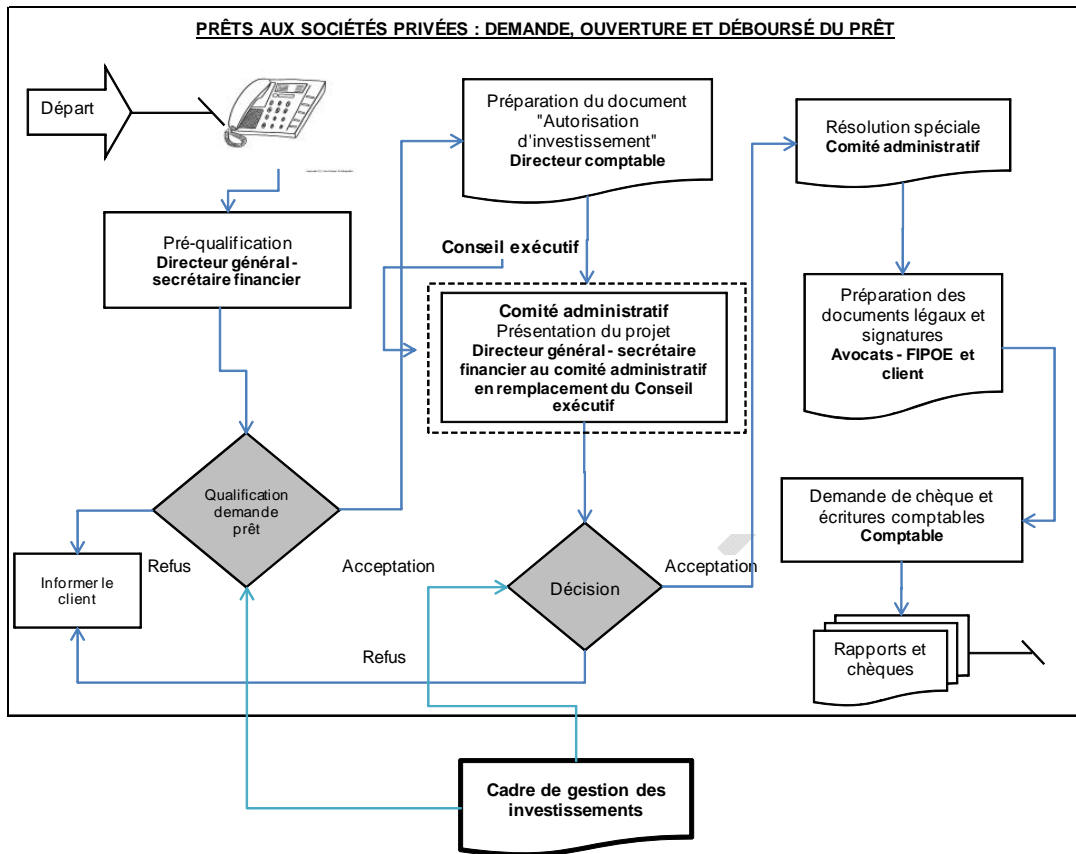 PRÊTS AUX SOCIÉTÉS PRIVÉES : DEMANDE, OUVERTURE ET DÉBOURSÉ DU PRÊT
Départ
Pré-qualification
Directeur général -
secrétaire financier
Qualification
demande
prêt
Refus
Informer le
client
Acceptation
Préparation du document
"Autorisation
d'investissement"
Directeur comptable
Conseil exécutif
Comité administratif
Présentation du projet
Directeur général - secrétaire
financier au comité administratif
en remplacement du Conseil
exécutif
Décision
Refus
Acceptation
Résolution spéciale
Comité administratif
Préparation des
documents légaux et
signatures
Avocats - FIPOE et
client
Demande de chèque et
écritures comptables
Comptable
Rapports et
chèques
Cadre de gestion des
investissements